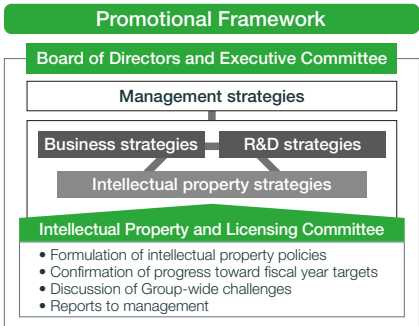 Promotional Framework
Board of Directors and Executive Committee
Management strategies
Business strategies
R&D strategies
Intellectual property strategies
Intellectual Property and Licensing Committee
• Formulation of intellectual property policies
• Confirmation of progress toward fiscal year targets
• Discussion of Group-wide challenges
• Reports to management